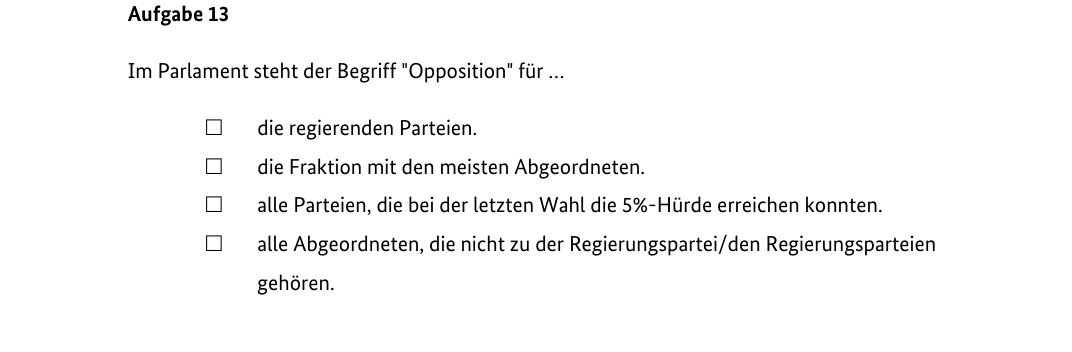 Aufgabe 13
Im Parlament steht der Begriff "Opposition" für …
☐ die regierenden Parteien.
☐ die Fraktion mit den meisten Abgeordneten.
☐ alle Parteien, die bei der letzten Wahl die 5%-Hürde erreichen konnten.
☐ alle Abgeordneten, die nicht zu der Regierungspartei/den Regierungsparteien
gehören.